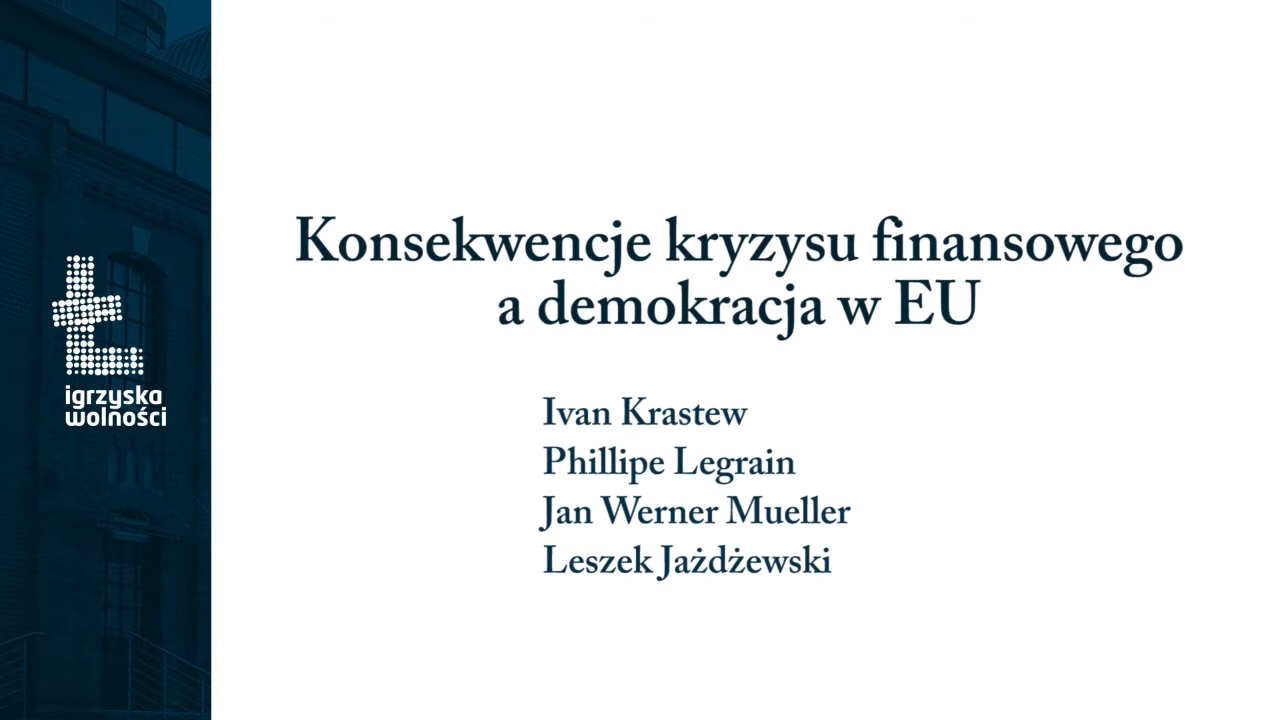 igrzyska
wolności
Konsekwencje kryzysu finansowego
a demokracja w EU
Ivan Krastew
Phillipe Legrain
Jan Werner Mueller
Leszek Jażdżewski